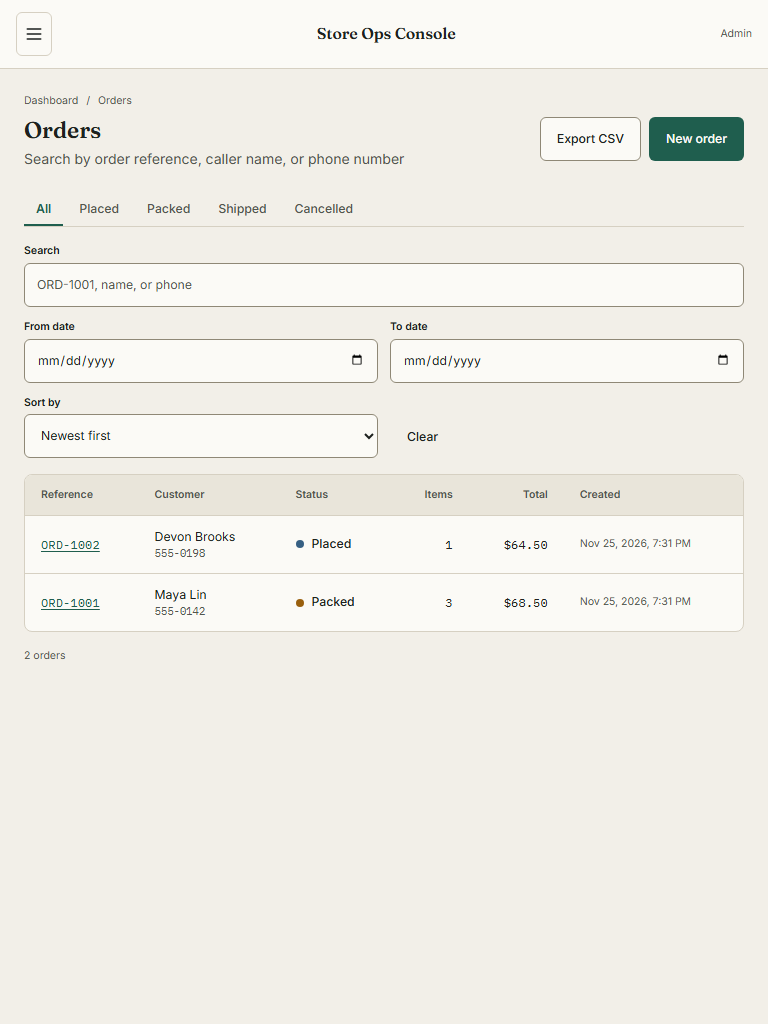 Store Ops Console
Admin
Dashboard / Orders
Orders
Search by order reference, caller name, or phone number
Export CSV
New order
All Placed Packed Shipped Cancelled
Search
ORD-1001, name, or phone
From date To date
mm/dd/yyyy mm/dd/yyyy
Sort by
Newest first Clear
Reference Customer Status Items Total Created
ORD-1002 Devon Brooks Placed 1 $64.50 Nov 25, 2026, 7:31 PM
555-0198
ORD-1001 Maya Lin Packed 3 $68.50 Nov 25, 2026, 7:31 PM
555-0142
2 orders